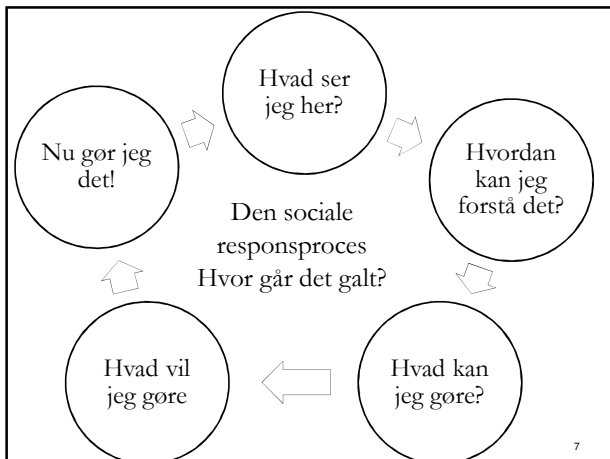 Hvad ser
jeg her?
Hvordan
kan jeg
forstå det?
Hvad kan
jeg gøre?
Hvad vil
jeg gøre
Nu gør jeg
det!
Den sociale
responsproces
Hvor går det galt?
7